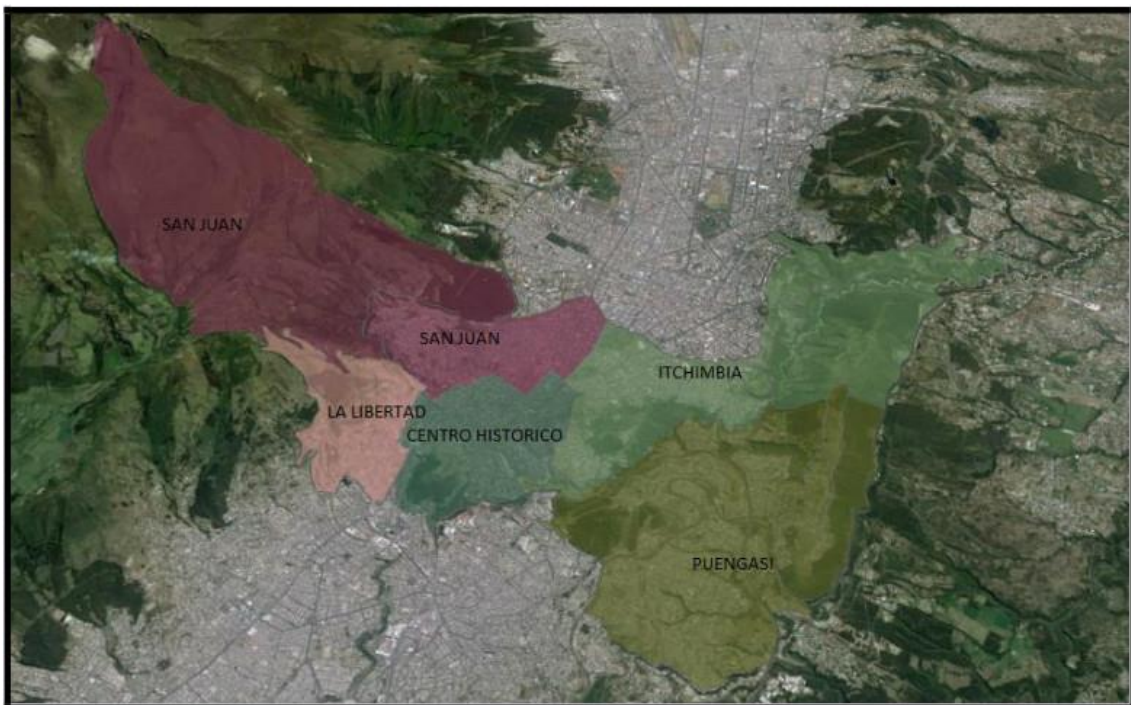 SAN JUAN
SAN JUAN
ITCHIMBIA
LA LIBERTAD
CENTRO HISTORICO
PUENGASI